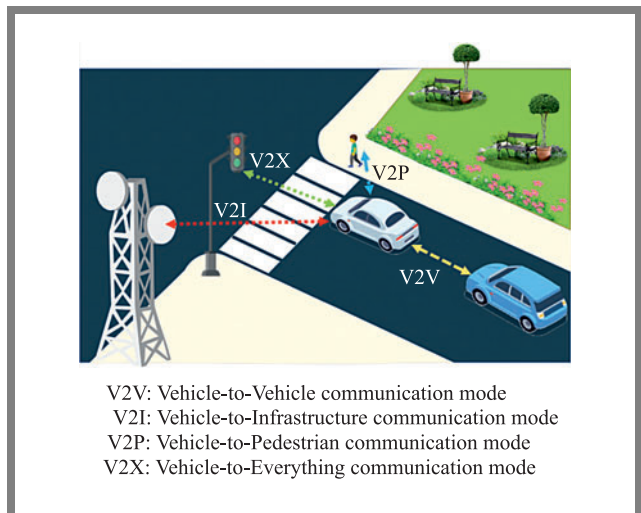 V2X
V2P
V2I
V2V
V2V: Vehicle-to-Vehicle communication mode
V2I: Vehicle-to-Infrastructure communication mode
V2P: Vehicle-to-Pedestrian communication mode
V2X: Vehicle-to-Everything communication mode